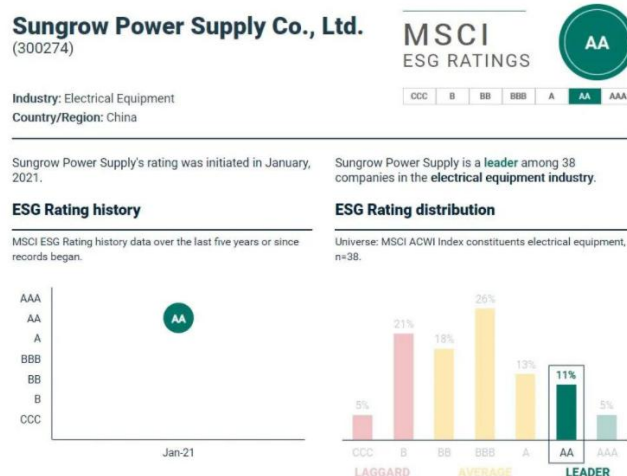 Sungrow Power Supply Co., Ltd.
(300274)
MSCI
ESG RATINGS
AA
CCC B BB BBB A AA AAA
Industry: Electrical Equipment
Country/Region: China
Sungrow Power Supply's rating was initiated in January,
2021.
Sungrow Power Supply is a leader among 38
companies in the electrical equipment industry.
ESG Rating history
MSCI ESG Rating history data over the last five years or since
records began.
AAA
AA
A
BBB
BB
B
CCC
AA
Jan-21
ESG Rating distribution
Universe: MSCI ACWI Index constituents electrical equipment,
n=38.
5% 21% 18% 26% 13% 11% 5%
CCC B BB BBB A AA AAA
LAGGARD AVERAGE LEADER